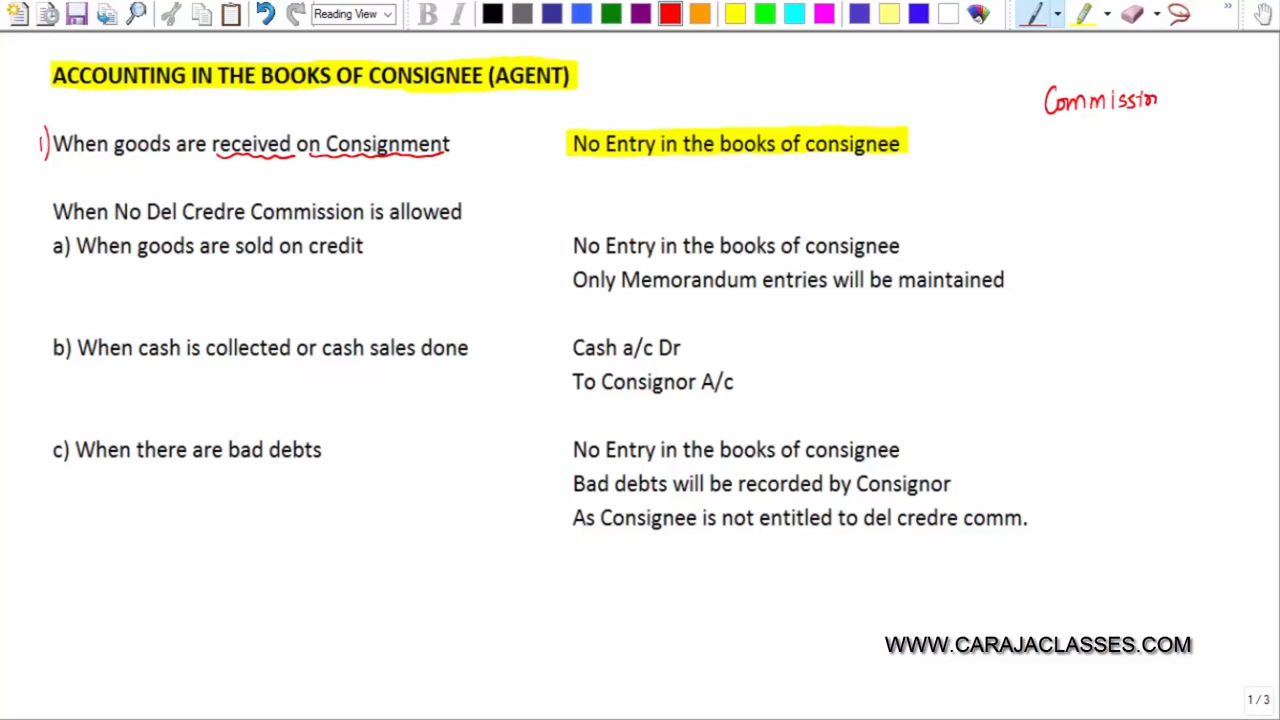 Reading View
B I
ACCOUNTING IN THE BOOKS OF CONSIGNEE (AGENT)
Commission
1) When goods are received on Consignment No Entry in the books of consignee
When No Del Credre Commission is allowed
a) When goods are sold on credit No Entry in the books of consignee
Only Memorandum entries will be maintained
b) When cash is collected or cash sales done Cash a/c Dr
To Consignor A/c
c) When there are bad debts No Entry in the books of consignee
Bad debts will be recorded by Consignor
As Consignee is not entitled to del credre comm.
WWW.CARAJACLASSES.COM
1/3